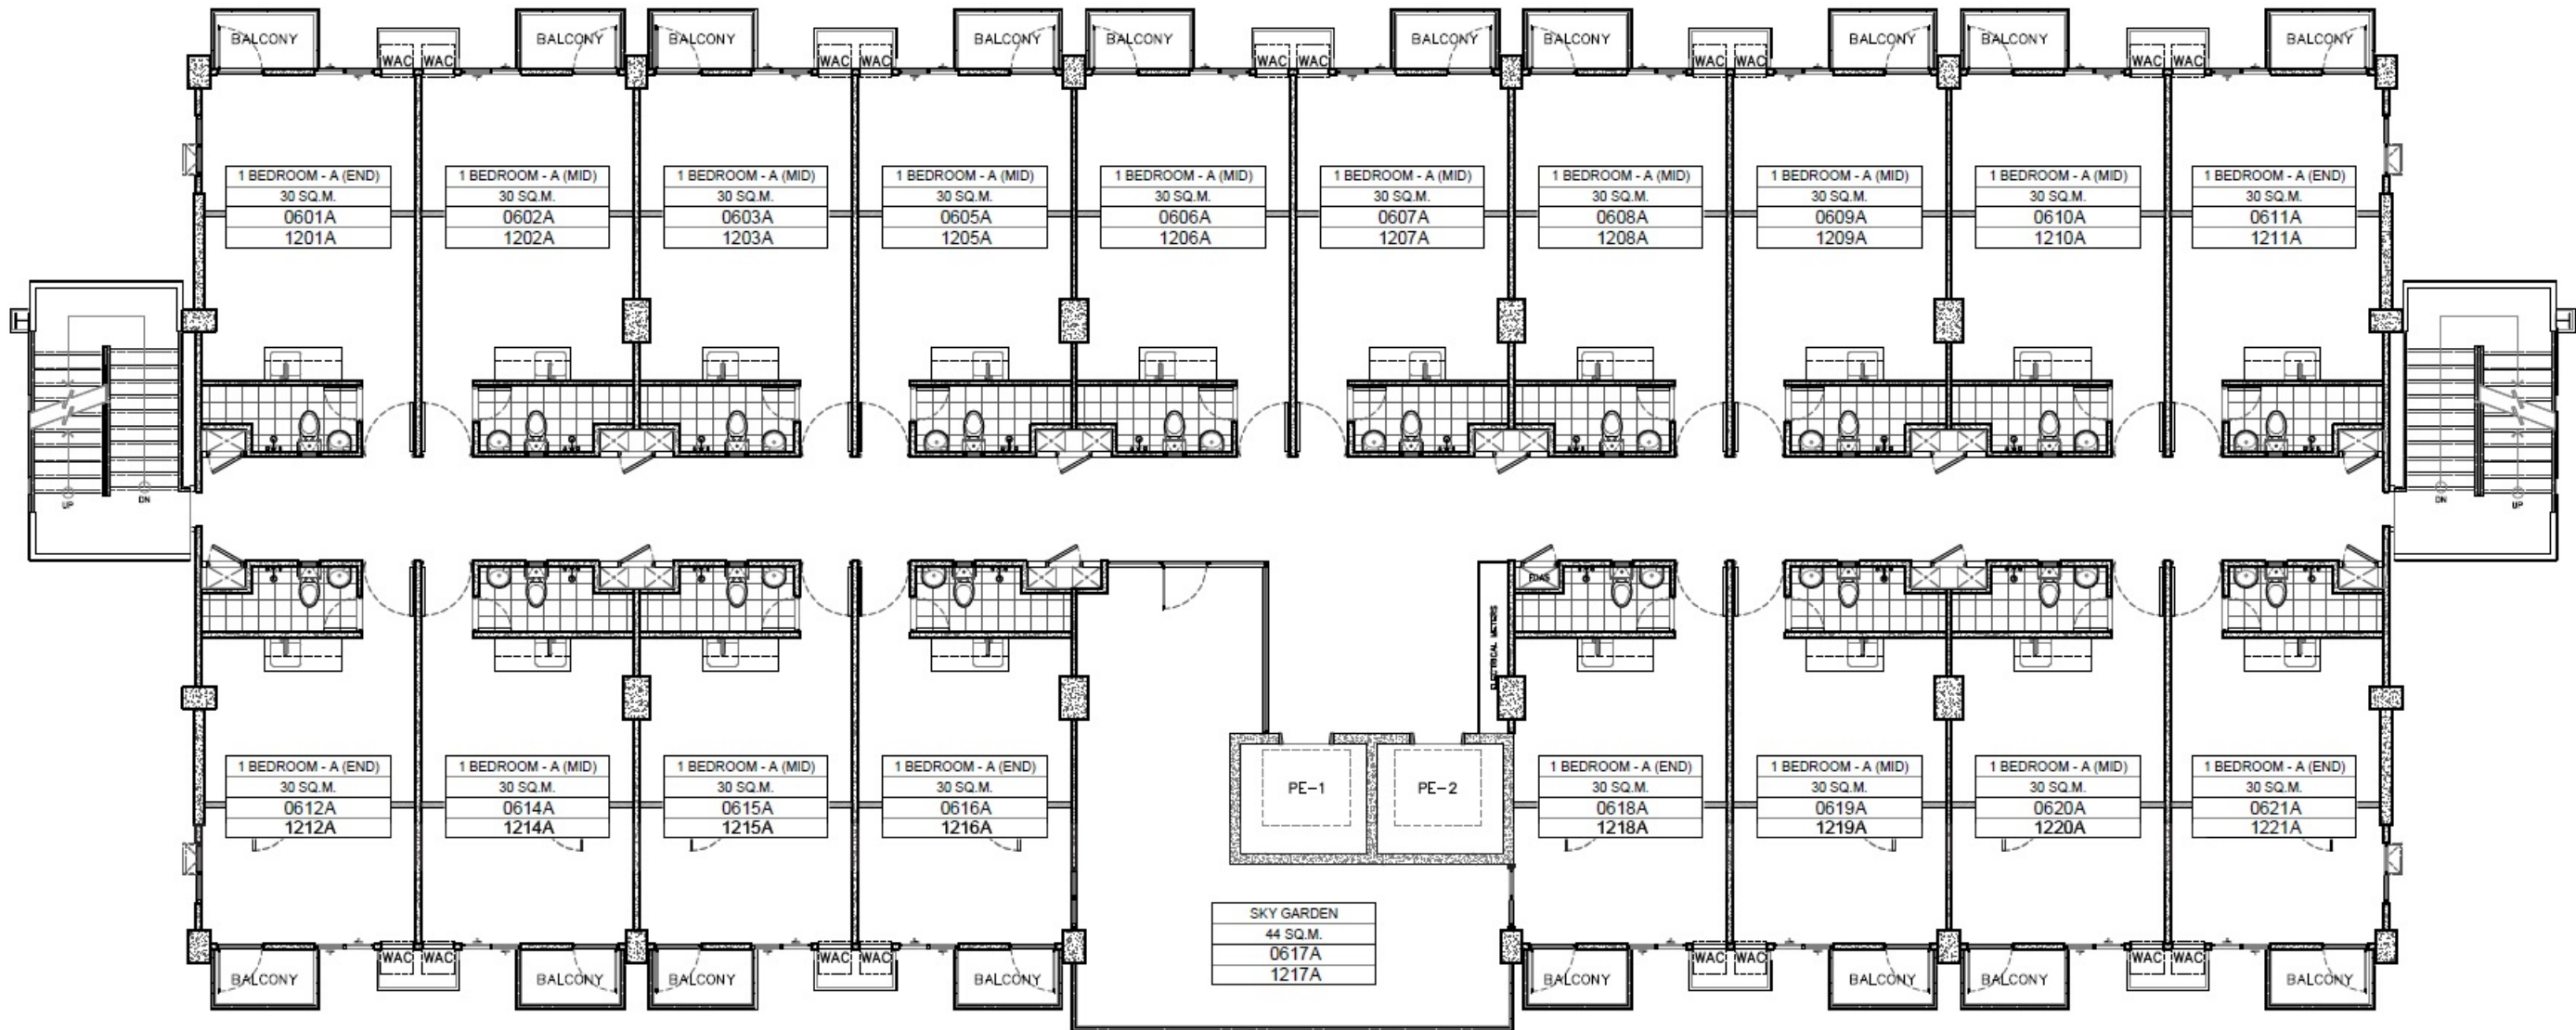 BALCONY BALCONY BALCONY BALCONY BALCONY BALCONY BALCONY BALCONY BALCONY BALCONY
WAC WAC WAC WAC WAC WAC WAC WAC WAC WAC
1 BEDROOM - A (END) 1 BEDROOM - A (MID) 1 BEDROOM - A (MID) 1 BEDROOM - A (MID) 1 BEDROOM - A (MID) 1 BEDROOM - A (MID) 1 BEDROOM - A (MID) 1 BEDROOM - A (MID) 1 BEDROOM - A (MID) 1 BEDROOM - A (END)
30 SQ.M. 30 SQ.M. 30 SQ.M. 30 SQ.M. 30 SQ.M. 30 SQ.M. 30 SQ.M. 30 SQ.M. 30 SQ.M. 30 SQ.M.
0601A 0602A 0603A 0605A 0606A 0607A 0608A 0609A 0610A 0611A
1201A 1202A 1203A 1205A 1206A 1207A 1208A 1209A 1210A 1211A
UP DN DN UP
FDAS
ELECTRICAL METERS
1 BEDROOM - A (END) 1 BEDROOM - A (MID) 1 BEDROOM - A (MID) 1 BEDROOM - A (END) PE-1 PE-2 1 BEDROOM - A (END) 1 BEDROOM - A (MID) 1 BEDROOM - A (MID) 1 BEDROOM - A (END)
30 SQ.M. 30 SQ.M. 30 SQ.M. 30 SQ.M. 30 SQ.M. 30 SQ.M. 30 SQ.M. 30 SQ.M.
0612A 0614A 0615A 0616A 0618A 0619A 0620A 0621A
1212A 1214A 1215A 1216A 1218A 1219A 1220A 1221A
SKY GARDEN
44 SQ.M.
0617A
1217A
WAC WAC WAC WAC WAC WAC WAC WAC
BALCONY BALCONY BALCONY BALCONY BALCONY BALCONY BALCONY BALCONY